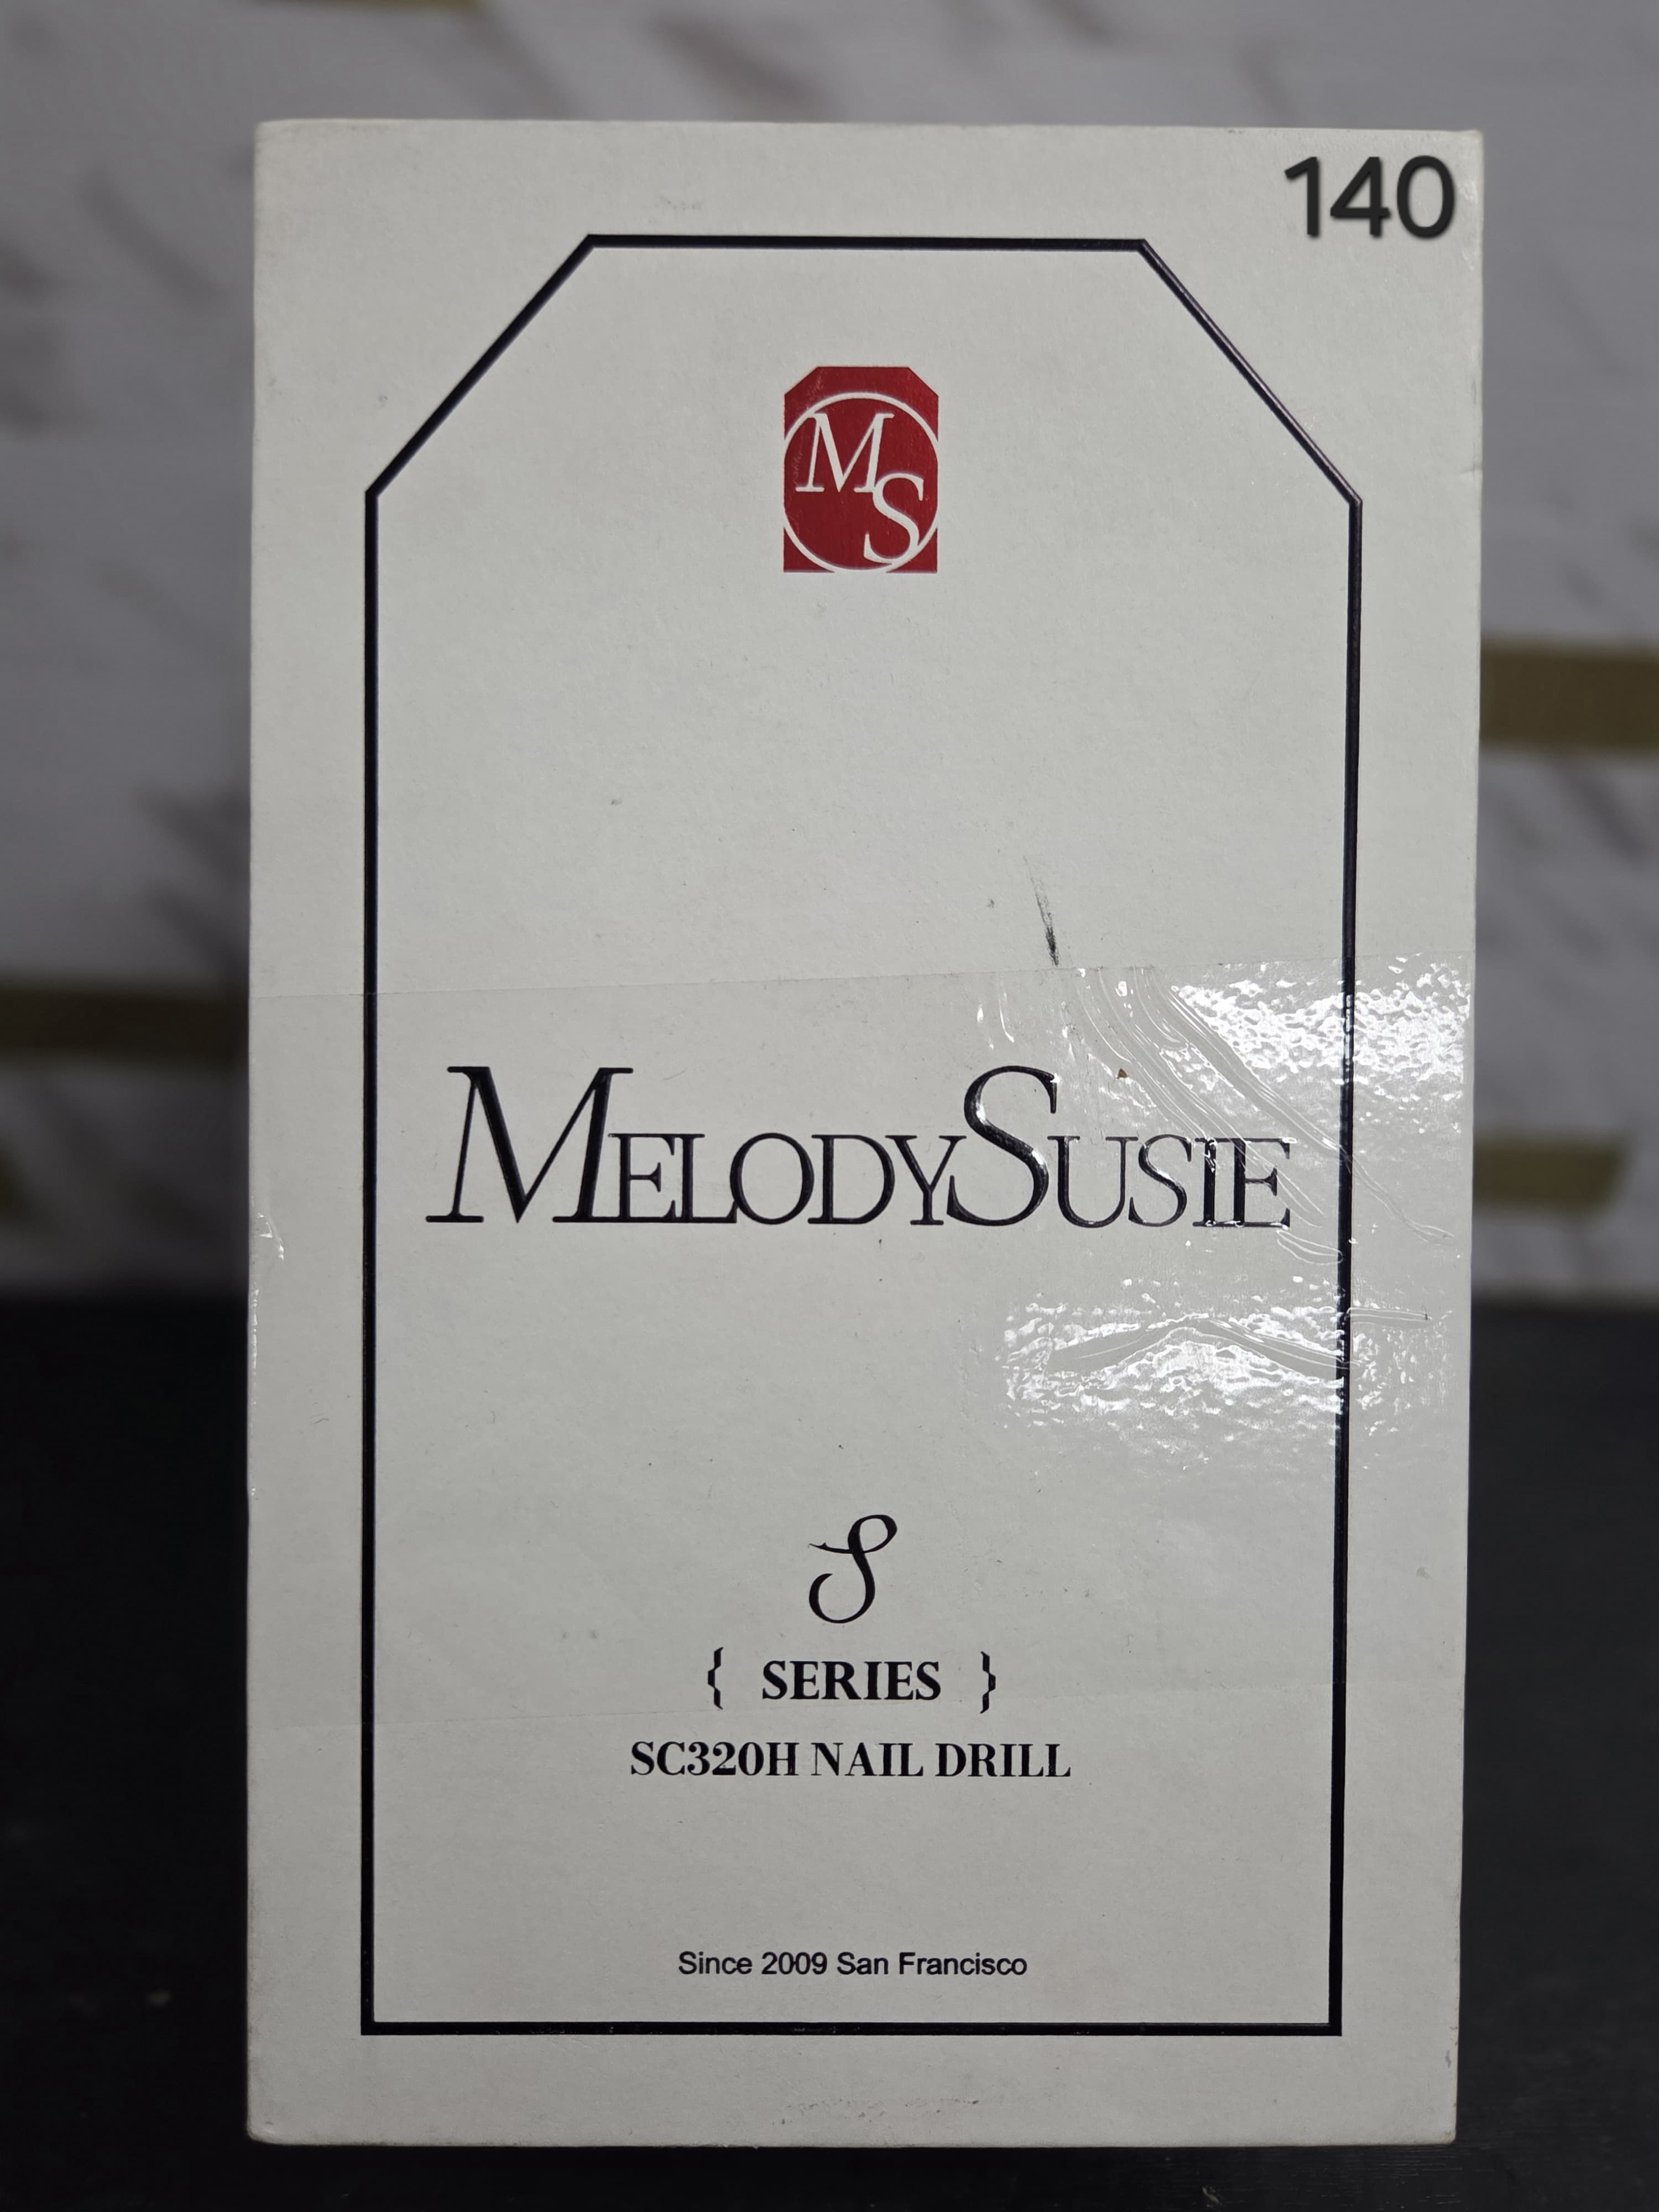 140
MS
MELODYSUSIE
S
{ SERIES }
SC320H NAIL DRILL
Since 2009 San Francisco